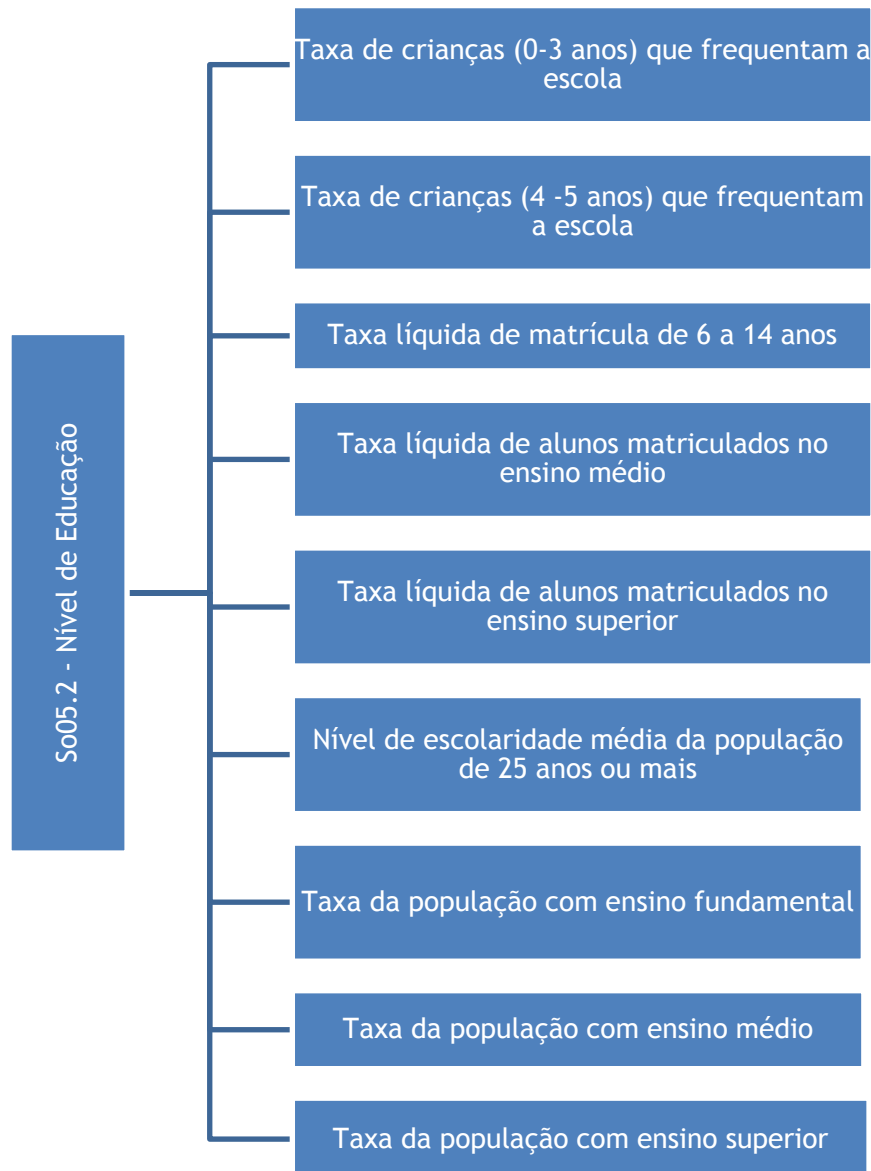 So05.2 - Nível de Educação
Taxa de crianças (0-3 anos) que frequentam a
escola
Taxa de crianças (4 -5 anos) que frequentam
a escola
Taxa líquida de matrícula de 6 a 14 anos
Taxa líquida de alunos matriculados no
ensino médio
Taxa líquida de alunos matriculados no
ensino superior
Nível de escolaridade média da população
de 25 anos ou mais
Taxa da população com ensino fundamental
Taxa da população com ensino médio
Taxa da população com ensino superior